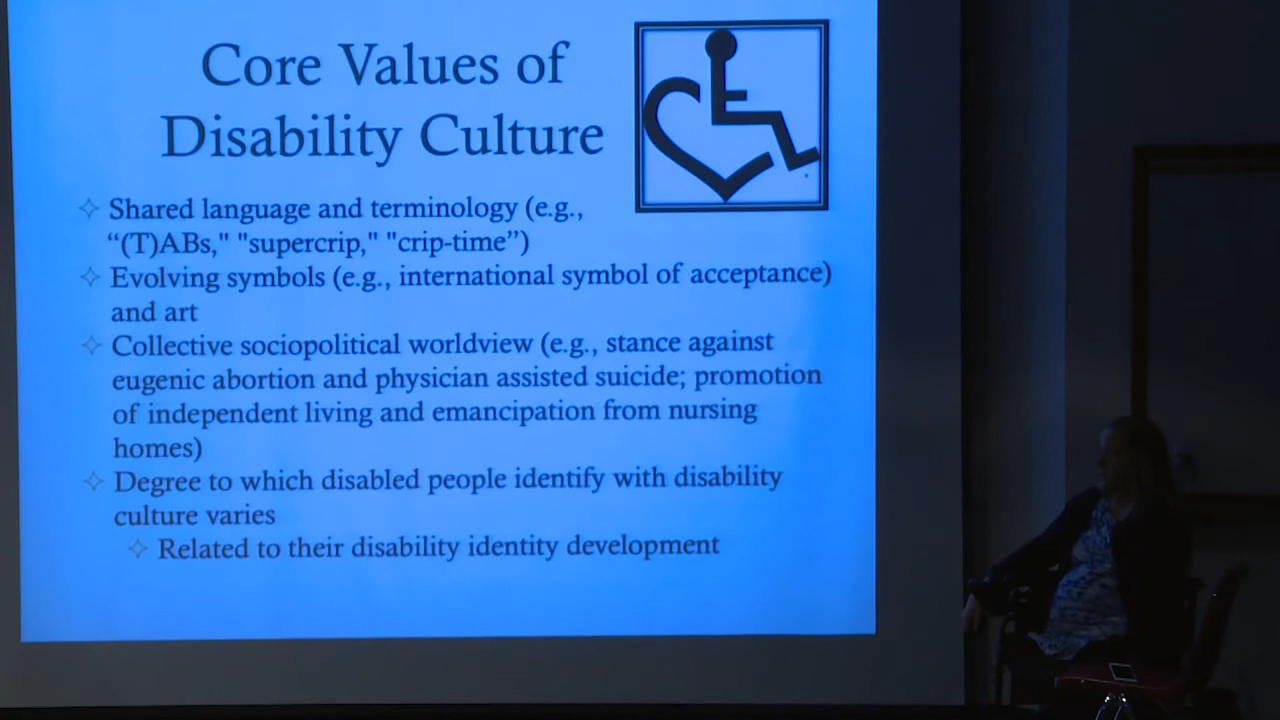 Core Values of
Disability Culture
Shared language and terminology (e.g.,
“(T)ABs," "supercrip," "crip-time”)
Evolving symbols (e.g., international symbol of acceptance)
and art
Collective sociopolitical worldview (e.g., stance against
eugenic abortion and physician assisted suicide; promotion
of independent living and emancipation from nursing
homes)
Degree to which disabled people identify with disability
culture varies
Related to their disability identity development